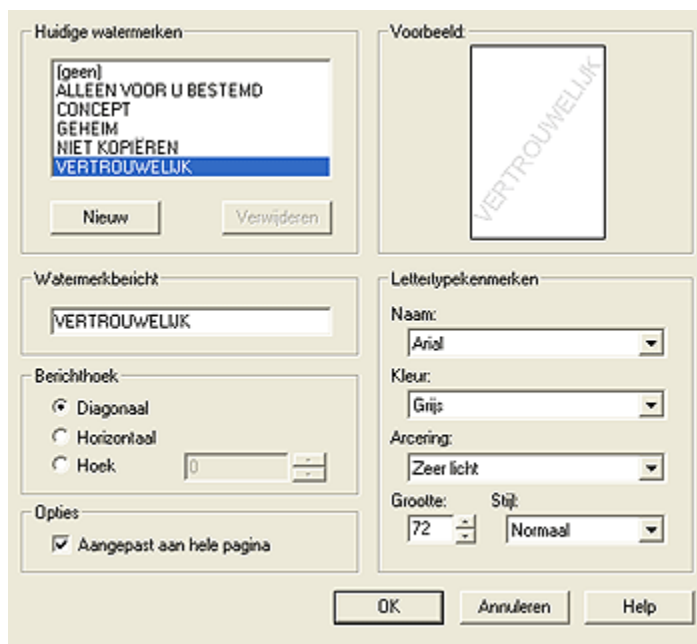 Huidige watermerken
(geen)
ALLEEN VOOR U BESTEMD
CONCEPT
GEHEIM
NIET KOPIËREN
VERTROUWELIJK
Nieuw Verwijderen
Voorbeeld:
VERTROUWELIJK
Watermerkbericht
VERTROUWELIJK
Berichthoek
Diagonaal
Horizontaal
Hoek 0
Opties
Aangepast aan hele pagina
Lettertypekenmerken
Naam:
Arial
Kleur:
Grijs
Arcering:
Zeer licht
Grootte: Stijl:
72 Normaal
OK Annuleren Help